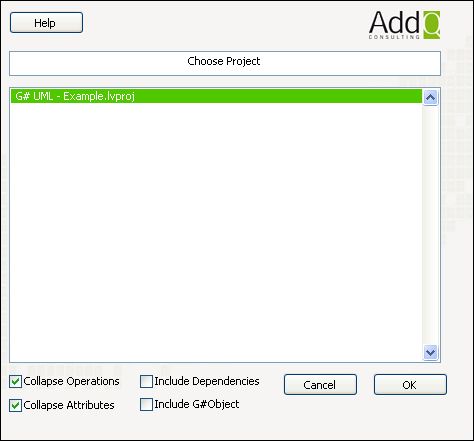 Help
AddQ
CONSULTING
Choose Project
G# UML - Example.lvproj
Collapse Operations
Include Dependencies
Cancel
OK
Collapse Attributes
Include G#Object